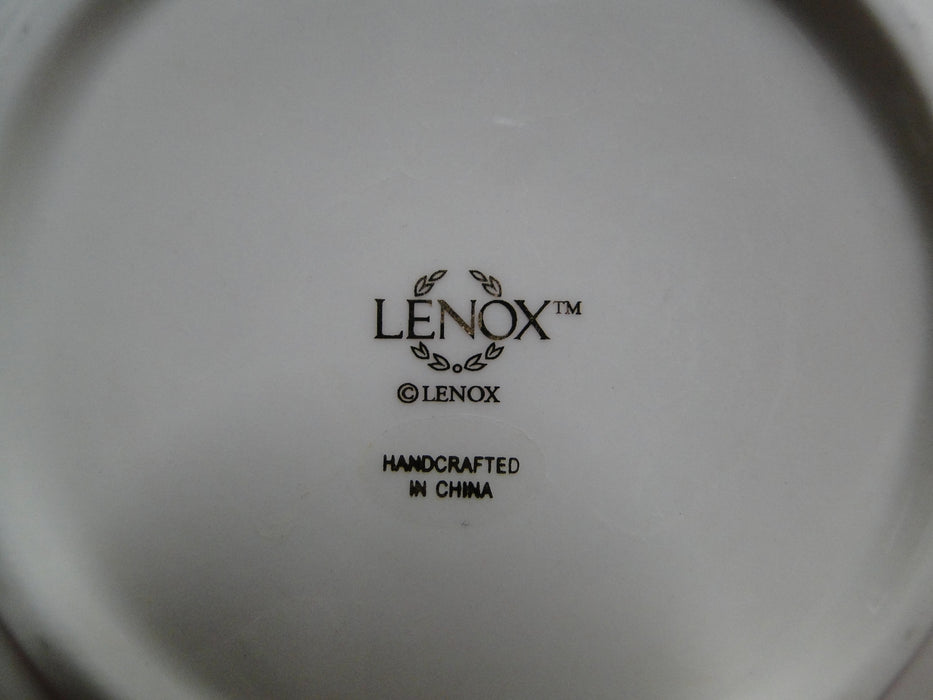 LENOX™
©LENOX
HANDCRAFTED
IN CHINA